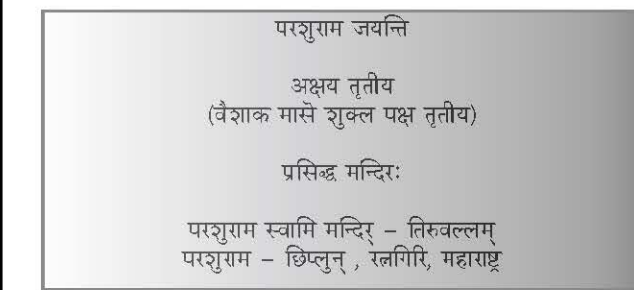 परशुराम जयन्ति
अक्षय तृतीय
(वैशाक मासॆ शुक्ल पक्ष तृतीय)
प्रसिद्ध मन्दिरः
परशुराम स्वामि मन्दिर् – तिरुवल्लम्
परशुराम – छिप्लुन् , रत्नगिरि, महाराष्ट्र